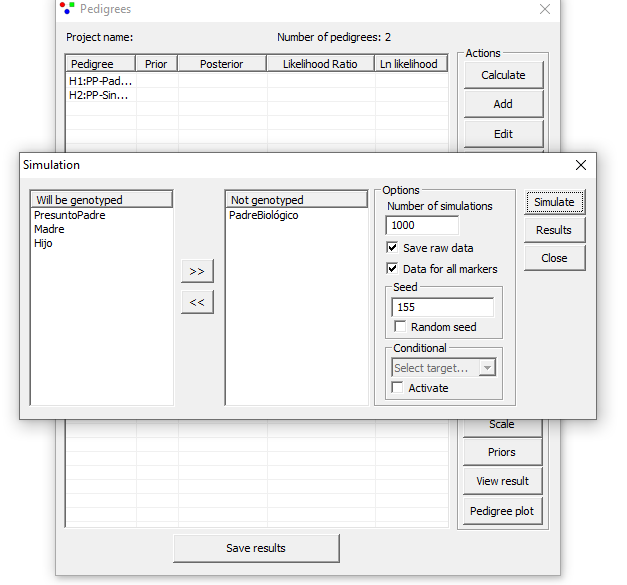 Pedigrees
Project name:
Number of pedigrees: 2
Pedigree Prior Posterior Likelihood Ratio Ln likelihood
H1:PP-Pad...
H2:PP-Sin...
Actions
Calculate
Add
Edit
Simulation
Will be genotyped
PresuntoPadre
Madre
Hijo
>>
<<
Not genotyped
PadreBiológico
Options
Number of simulations
1000
Save raw data
Data for all markers
Seed
155
Random seed
Conditional
Select target...
Activate
Simulate
Results
Close
Scale
Priors
View result
Pedigree plot
Save results